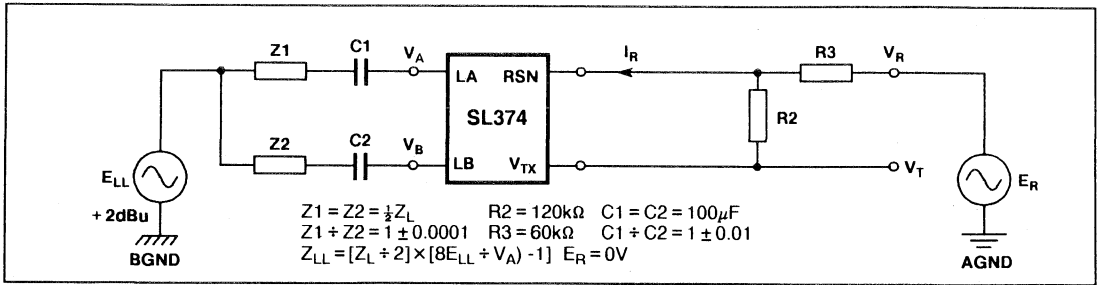 Z1 C1 V_A I_R R3 V_R
LA RSN
SL374
R2
Z2 C2 V_B LB V_TX V_T
E_LL E_R
+ 2dBu
Z1 = Z2 = ½Z_L R2 = 120kΩ C1 = C2 = 100μF
Z1 ÷ Z2 = 1 ± 0.0001 R3 = 60kΩ C1 ÷ C2 = 1 ± 0.01
Z_LL = [Z_L ÷ 2] × [8E_LL ÷ V_A) -1] E_R = 0V
BGND AGND